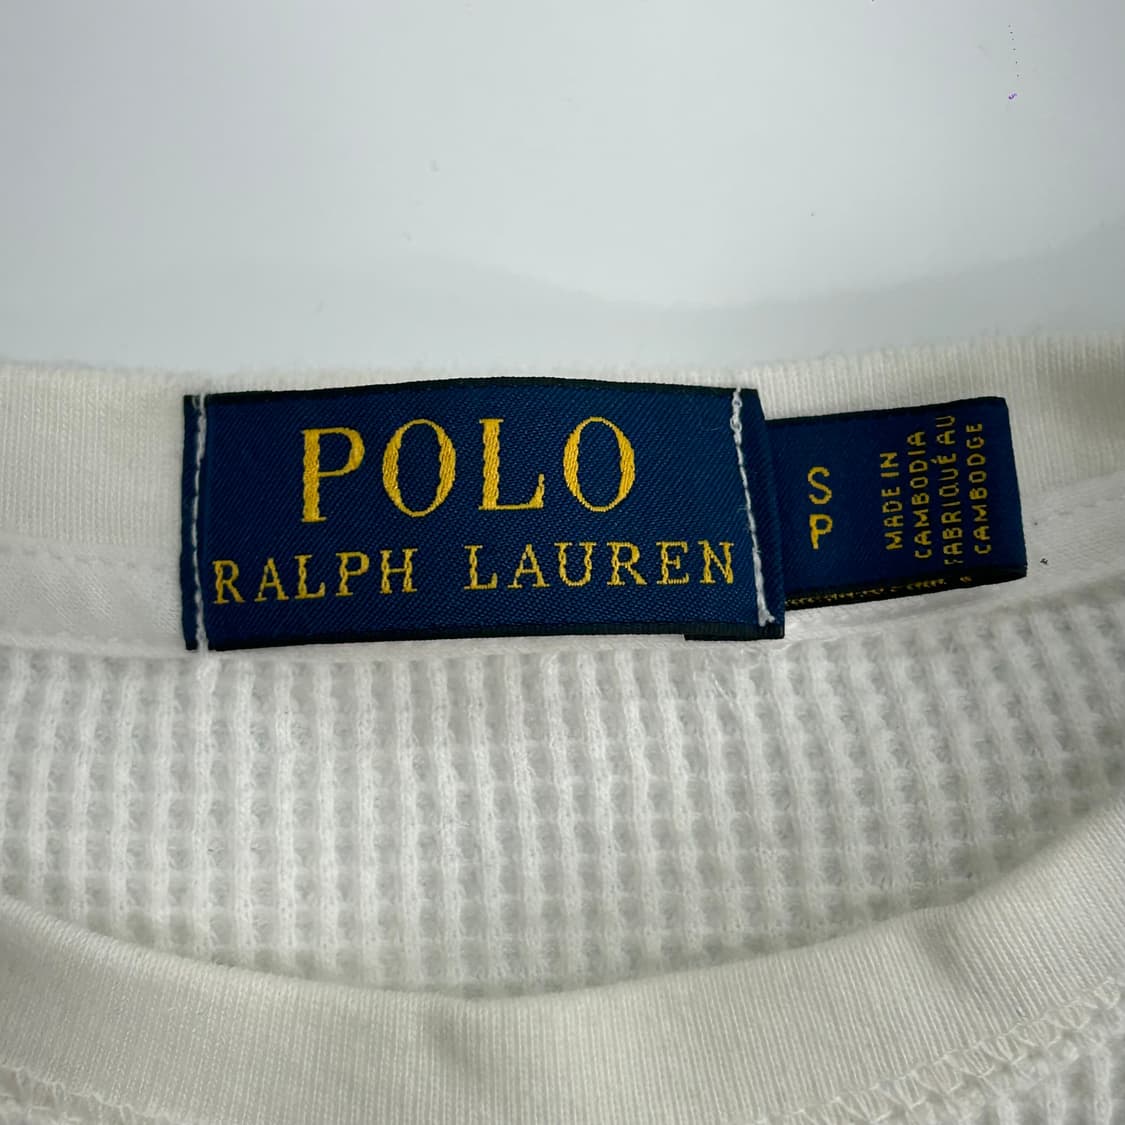 POLO
RALPH LAUREN
S
P
MADE IN
CAMBODIA
FABRIQUÉ AU
CAMBODGE